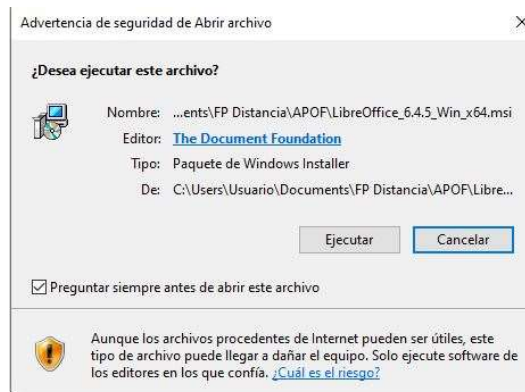 Advertencia de seguridad de Abrir archivo
¿Desea ejecutar este archivo?
Nombre: ...ents\FP Distancia\APOF\LibreOffice_6.4.5_Win_x64.msi
Editor: The Document Foundation
Tipo: Paquete de Windows Installer
De: C:\Users\Usuario\Documents\FP Distancia\APOF\Libre...
Ejecutar Cancelar
Preguntar siempre antes de abrir este archivo
Aunque los archivos procedentes de Internet pueden ser útiles, este
tipo de archivo puede llegar a dañar el equipo. Solo ejecute software de
los editores en los que confía. ¿Cuál es el riesgo?